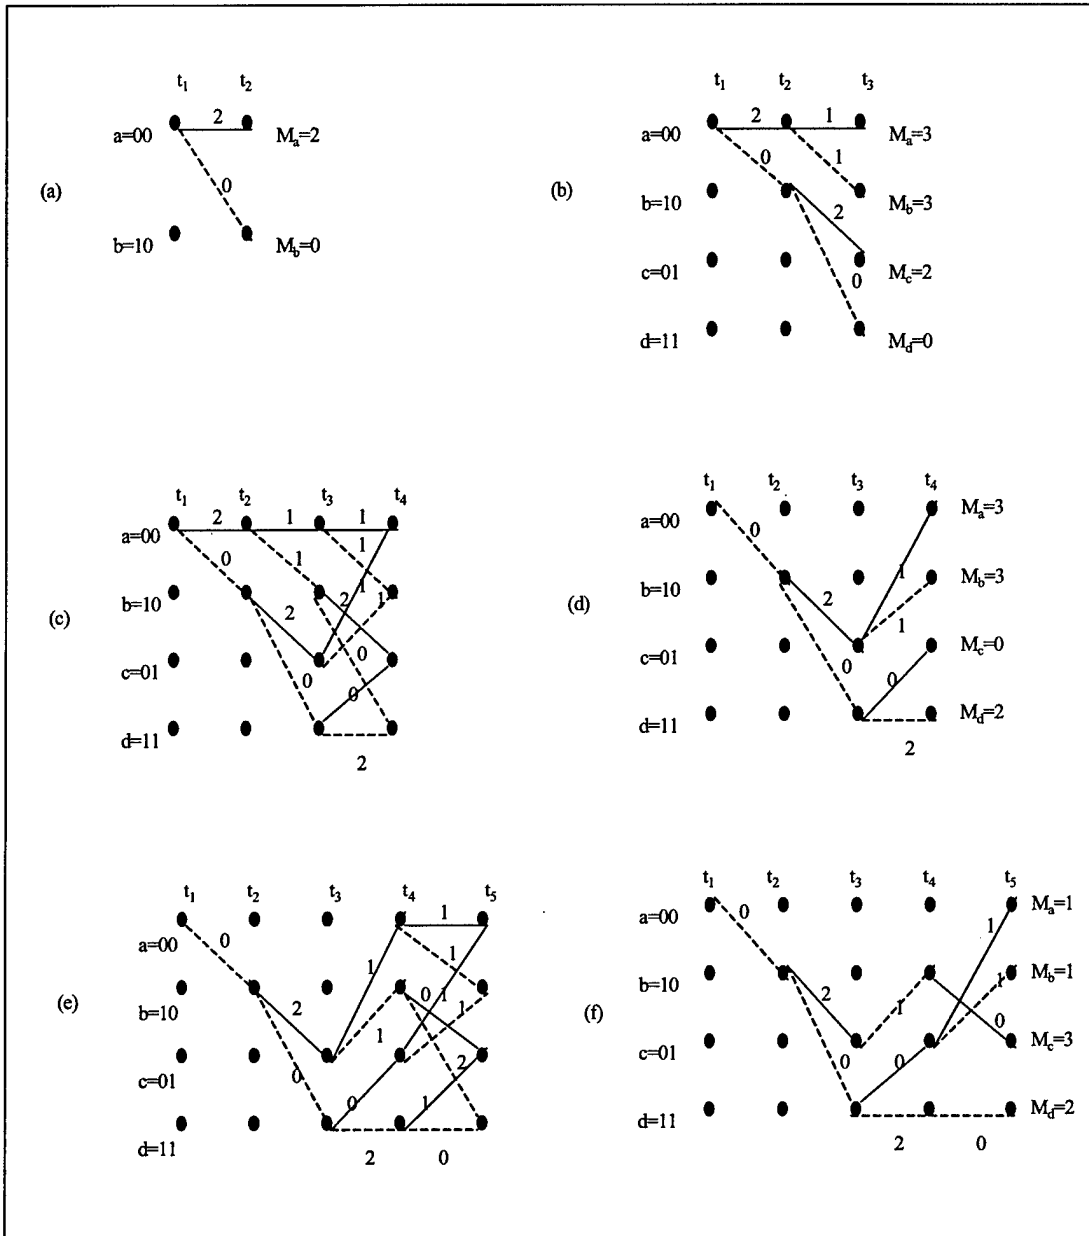 (a)
t1 t2
a=00 2 Ma=2
0
b=10 Mb=0
(b)
t1 t2 t3
a=00 2 1 Ma=3
0 1
b=10 Mb=3
2
c=01 Mc=2
0
d=11 Md=0
(c)
t1 t2 t3 t4
a=00 2 1 1
0 1 1
1
b=10 2 2 1
0
c=01 0 0
d=11
2
(d)
t1 t2 t3 t4
a=00 Ma=3
0
1
b=10 Mb=3
2 1
c=01 Mc=0
0 0
d=11 Md=2
2
(e)
t1 t2 t3 t4 t5
1
a=00
0 1 1
b=10 0 1
2 1 1
c=01 2
0 0 1
d=11
2 0
(f)
t1 t2 t3 t4 t5
a=00 0 Ma=1
1
b=10 Mb=1
2 1 1
0
c=01 Mc=3
0 0
d=11 Md=2
2 0